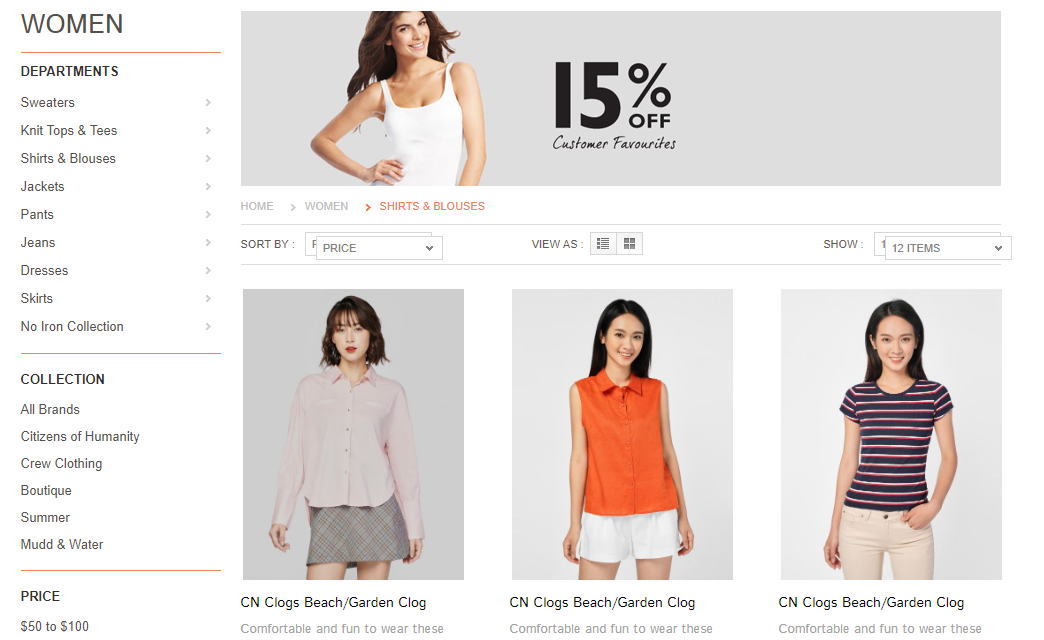 WOMEN
DEPARTMENTS
Sweaters
Knit Tops & Tees
Shirts & Blouses
Jackets
Pants
Jeans
Dresses
Skirts
No Iron Collection
COLLECTION
All Brands
Citizens of Humanity
Crew Clothing
Boutique
Summer
Mudd & Water
PRICE
$50 to $100
15% OFF
Customer Favourites
HOME > WOMEN > SHIRTS & BLOUSES
SORT BY : PRICE VIEW AS : SHOW : 12 ITEMS
CN Clogs Beach/Garden Clog
Comfortable and fun to wear these
CN Clogs Beach/Garden Clog
Comfortable and fun to wear these
CN Clogs Beach/Garden Clog
Comfortable and fun to wear these